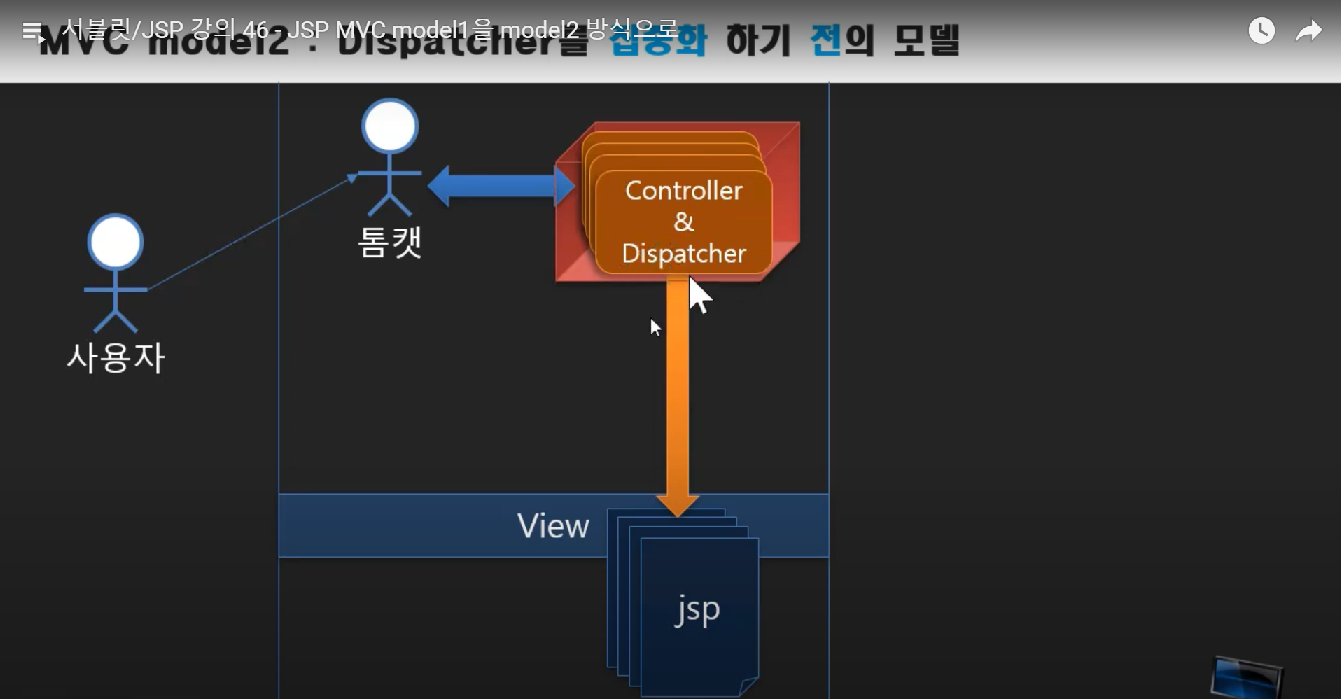 서블릿/JSP 강의 46 - JSP MVC model1을 model2 방식으로
MVC model2 : Dispatcher를 집중화 하기 전의 모델
Controller
&
Dispatcher
톰캣
사용자
View
jsp